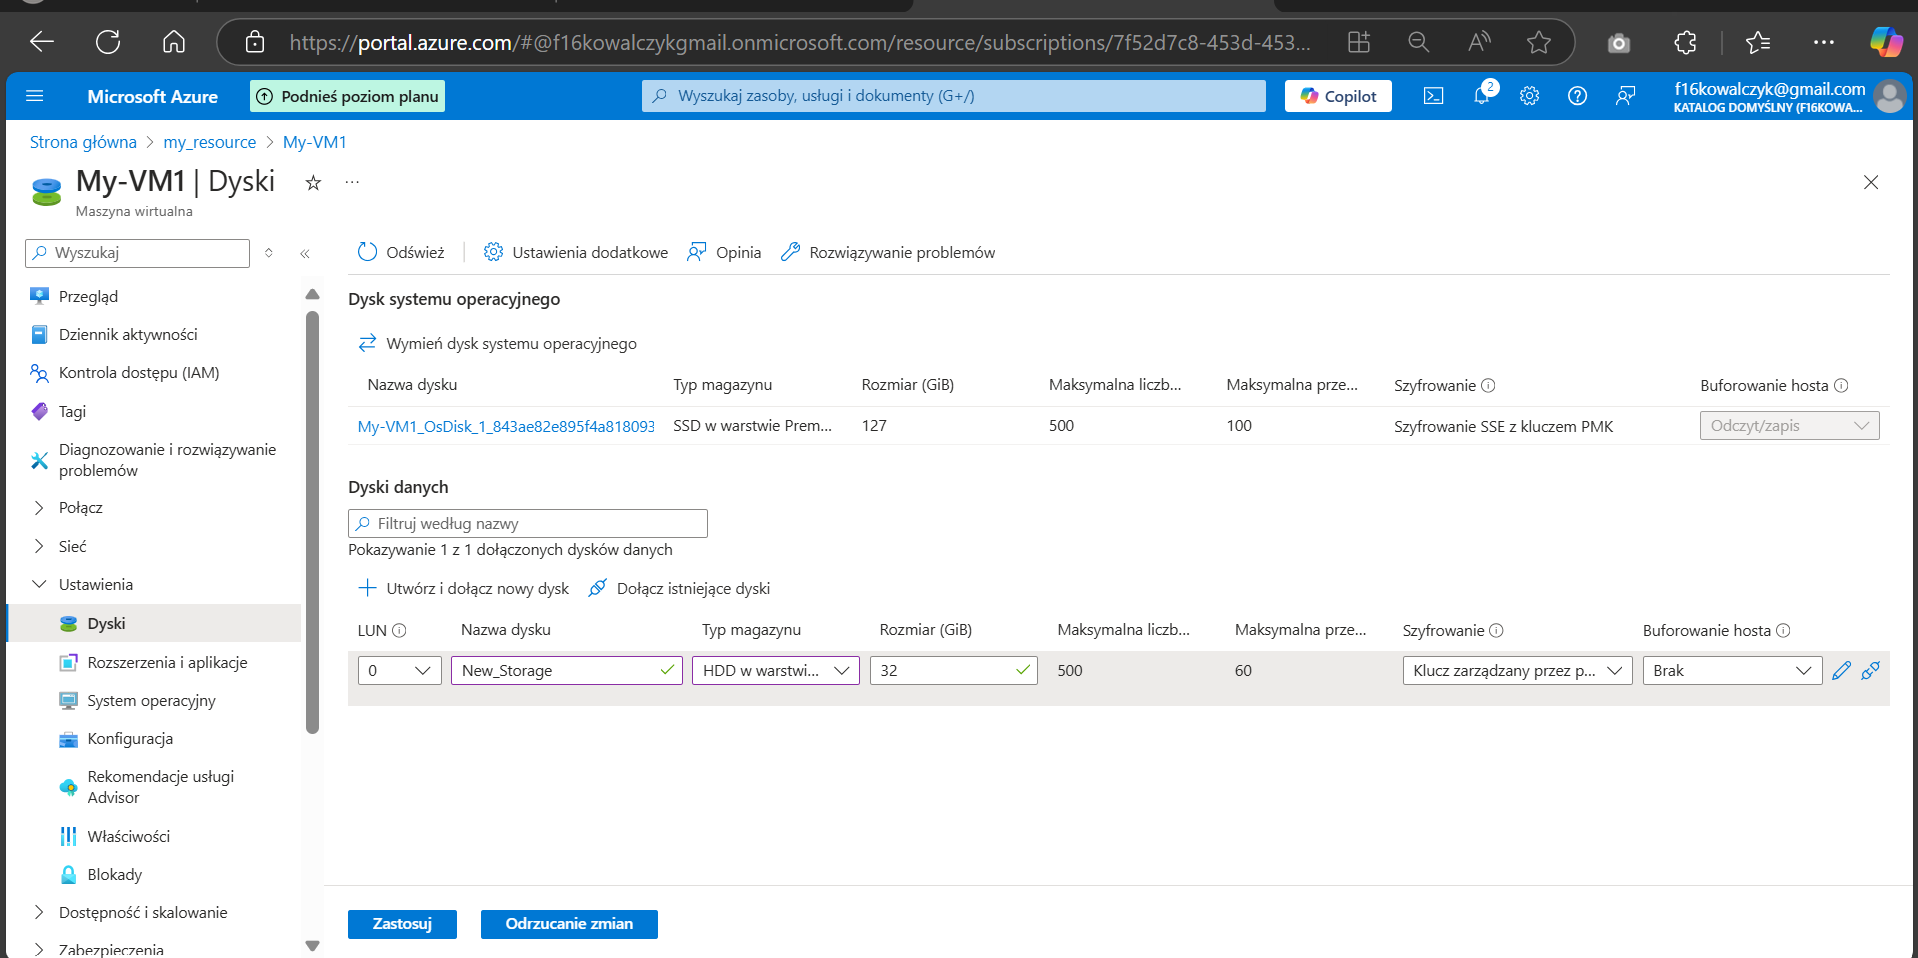 https://portal.azure.com/#@f16kowalczykgmail.onmicrosoft.com/resource/subscriptions/7f52d7c8-453d-453...
Microsoft Azure
Podnieś poziom planu
Wyszukaj zasoby, usługi i dokumenty (G+/)
Copilot
2
f16kowalczyk@gmail.com
KATALOG DOMYŚLNY (F16KOWA...
Strona główna > my_resource > My-VM1
My-VM1 | Dyski
Maszyna wirtualna
Wyszukaj
Przegląd
Dziennik aktywności
Kontrola dostępu (IAM)
Tagi
Diagnozowanie i rozwiązywanie
problemów
Połącz
Sieć
Ustawienia
Dyski
Rozszerzenia i aplikacje
System operacyjny
Konfiguracja
Rekomendacje usługi
Advisor
Właściwości
Blokady
Dostępność i skalowanie
Zabezpieczenia
Odśwież
Ustawienia dodatkowe
Opinia
Rozwiązywanie problemów
Dysk systemu operacyjnego
Wymień dysk systemu operacyjnego
Nazwa dysku Typ magazynu Rozmiar (GiB) Maksymalna liczb... Maksymalna prze... Szyfrowanie Buforowanie hosta
My-VM1_OsDisk_1_843ae82e895f4a818093 SSD w warstwie Prem... 127 500 100 Szyfrowanie SSE z kluczem PMK Odczyt/zapis
Dyski danych
Filtruj według nazwy
Pokazywanie 1 z 1 dołączonych dysków danych
Utwórz i dołącz nowy dysk
Dołącz istniejące dyski
LUN Nazwa dysku Typ magazynu Rozmiar (GiB) Maksymalna liczb... Maksymalna prze... Szyfrowanie Buforowanie hosta
0 New_Storage HDD w warstwi... 32 500 60 Klucz zarządzany przez p... Brak
Zastosuj
Odrzucanie zmian